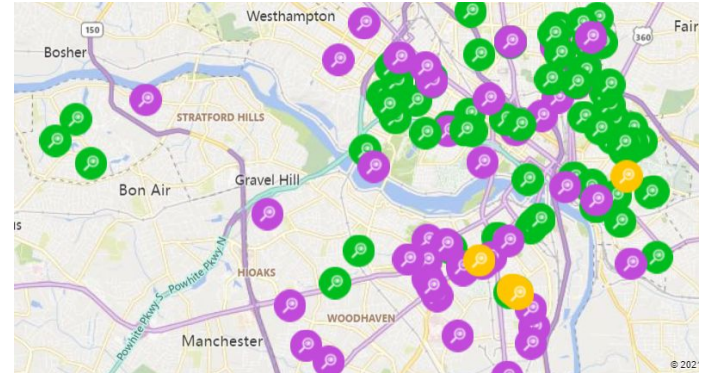 Westhampton
150
360
Fair
Bosher
STRATFORD HILLS
Bon Air
Gravel Hill
HIOAKS
Powhite Pkwy N
Powhite Pkwy S
WOODHAVEN
Manchester
© 202